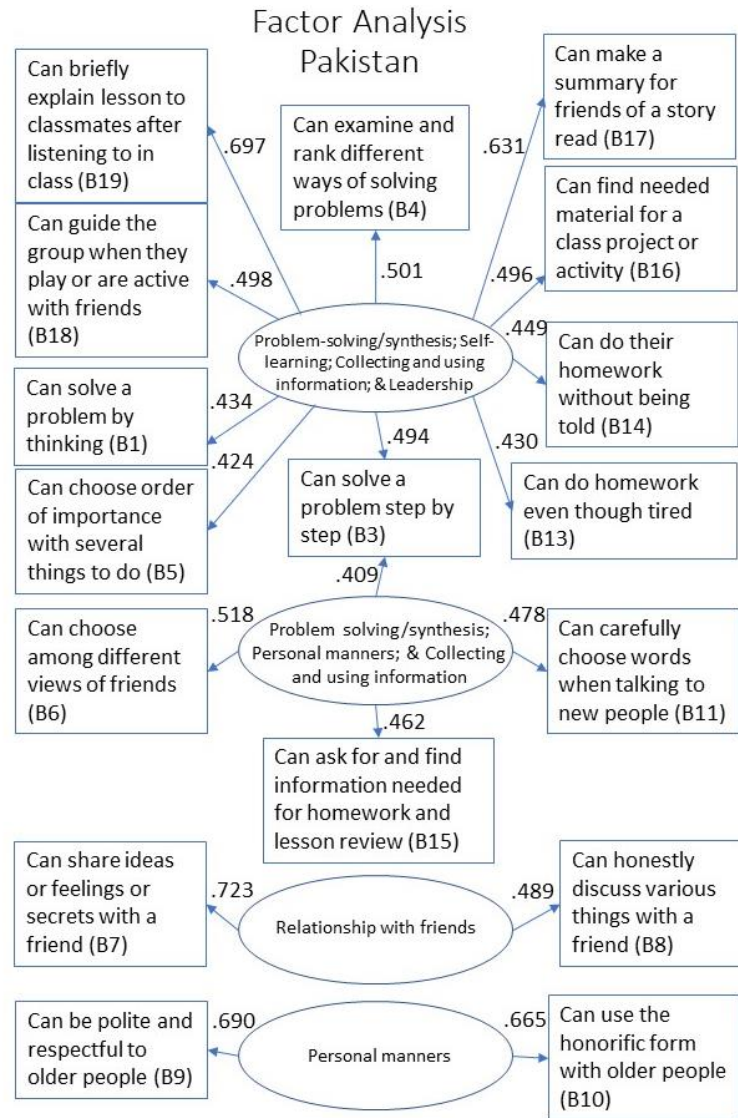 Factor Analysis
Pakistan
Can briefly
explain lesson to
classmates after
listening to in
class (B19)
.697
Can examine and
rank different
ways of solving
problems (B4)
.631
Can make a
summary for
friends of a story
read (B17)
Can guide the
group when they
play or are active
with friends
(B18)
.498
.501
.496
Can find needed
material for a
class project or
activity (B16)
Problem-solving/synthesis; Self-
learning; Collecting and using
information; & Leadership
.449
Can do their
homework
without being
told (B14)
Can solve a
problem by
thinking (B1)
.434
.424
.494
.430
Can choose order
of importance
with several
things to do (B5)
Can solve a
problem step by
step (B3)
Can do homework
even though tired
(B13)
.409
Can choose
among different
views of friends
(B6)
.518
Problem solving/synthesis;
Personal manners; & Collecting
and using information
.478
Can carefully
choose words
when talking to
new people (B11)
.462
Can ask for and find
information needed
for homework and
lesson review (B15)
Can share ideas
or feelings or
secrets with a
friend (B7)
.723
Relationship with friends
.489
Can honestly
discuss various
things with a
friend (B8)
Can be polite and
respectful to
older people (B9)
.690
Personal manners
.665
Can use the
honorific form
with older people
(B10)